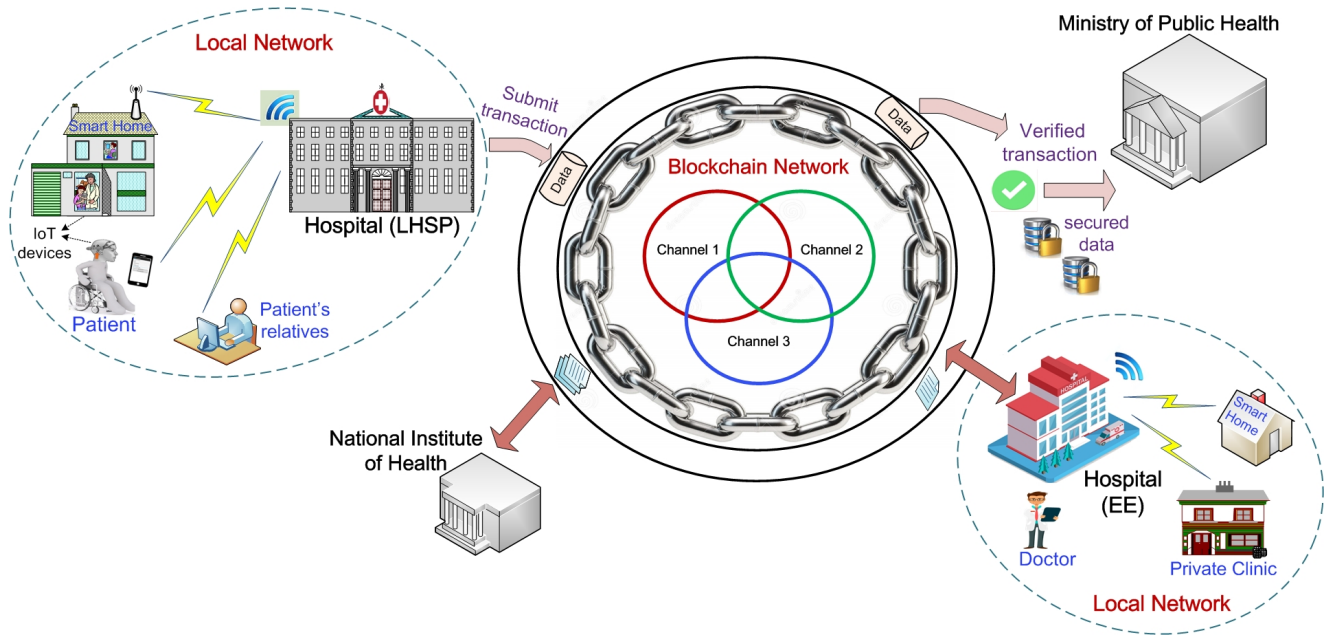 Local Network
Smart Home
IoT
devices
Patient
Patient's
relatives
Hospital (LHSP)
Submit
transaction
Data
Blockchain Network
Channel 1
Channel 2
Channel 3
Data
Verified
transaction
secured
data
Ministry of Public Health
National Institute
of Health
HOSPITAL
Hospital
(EE)
Smart
Home
Doctor
Private Clinic
Local Network